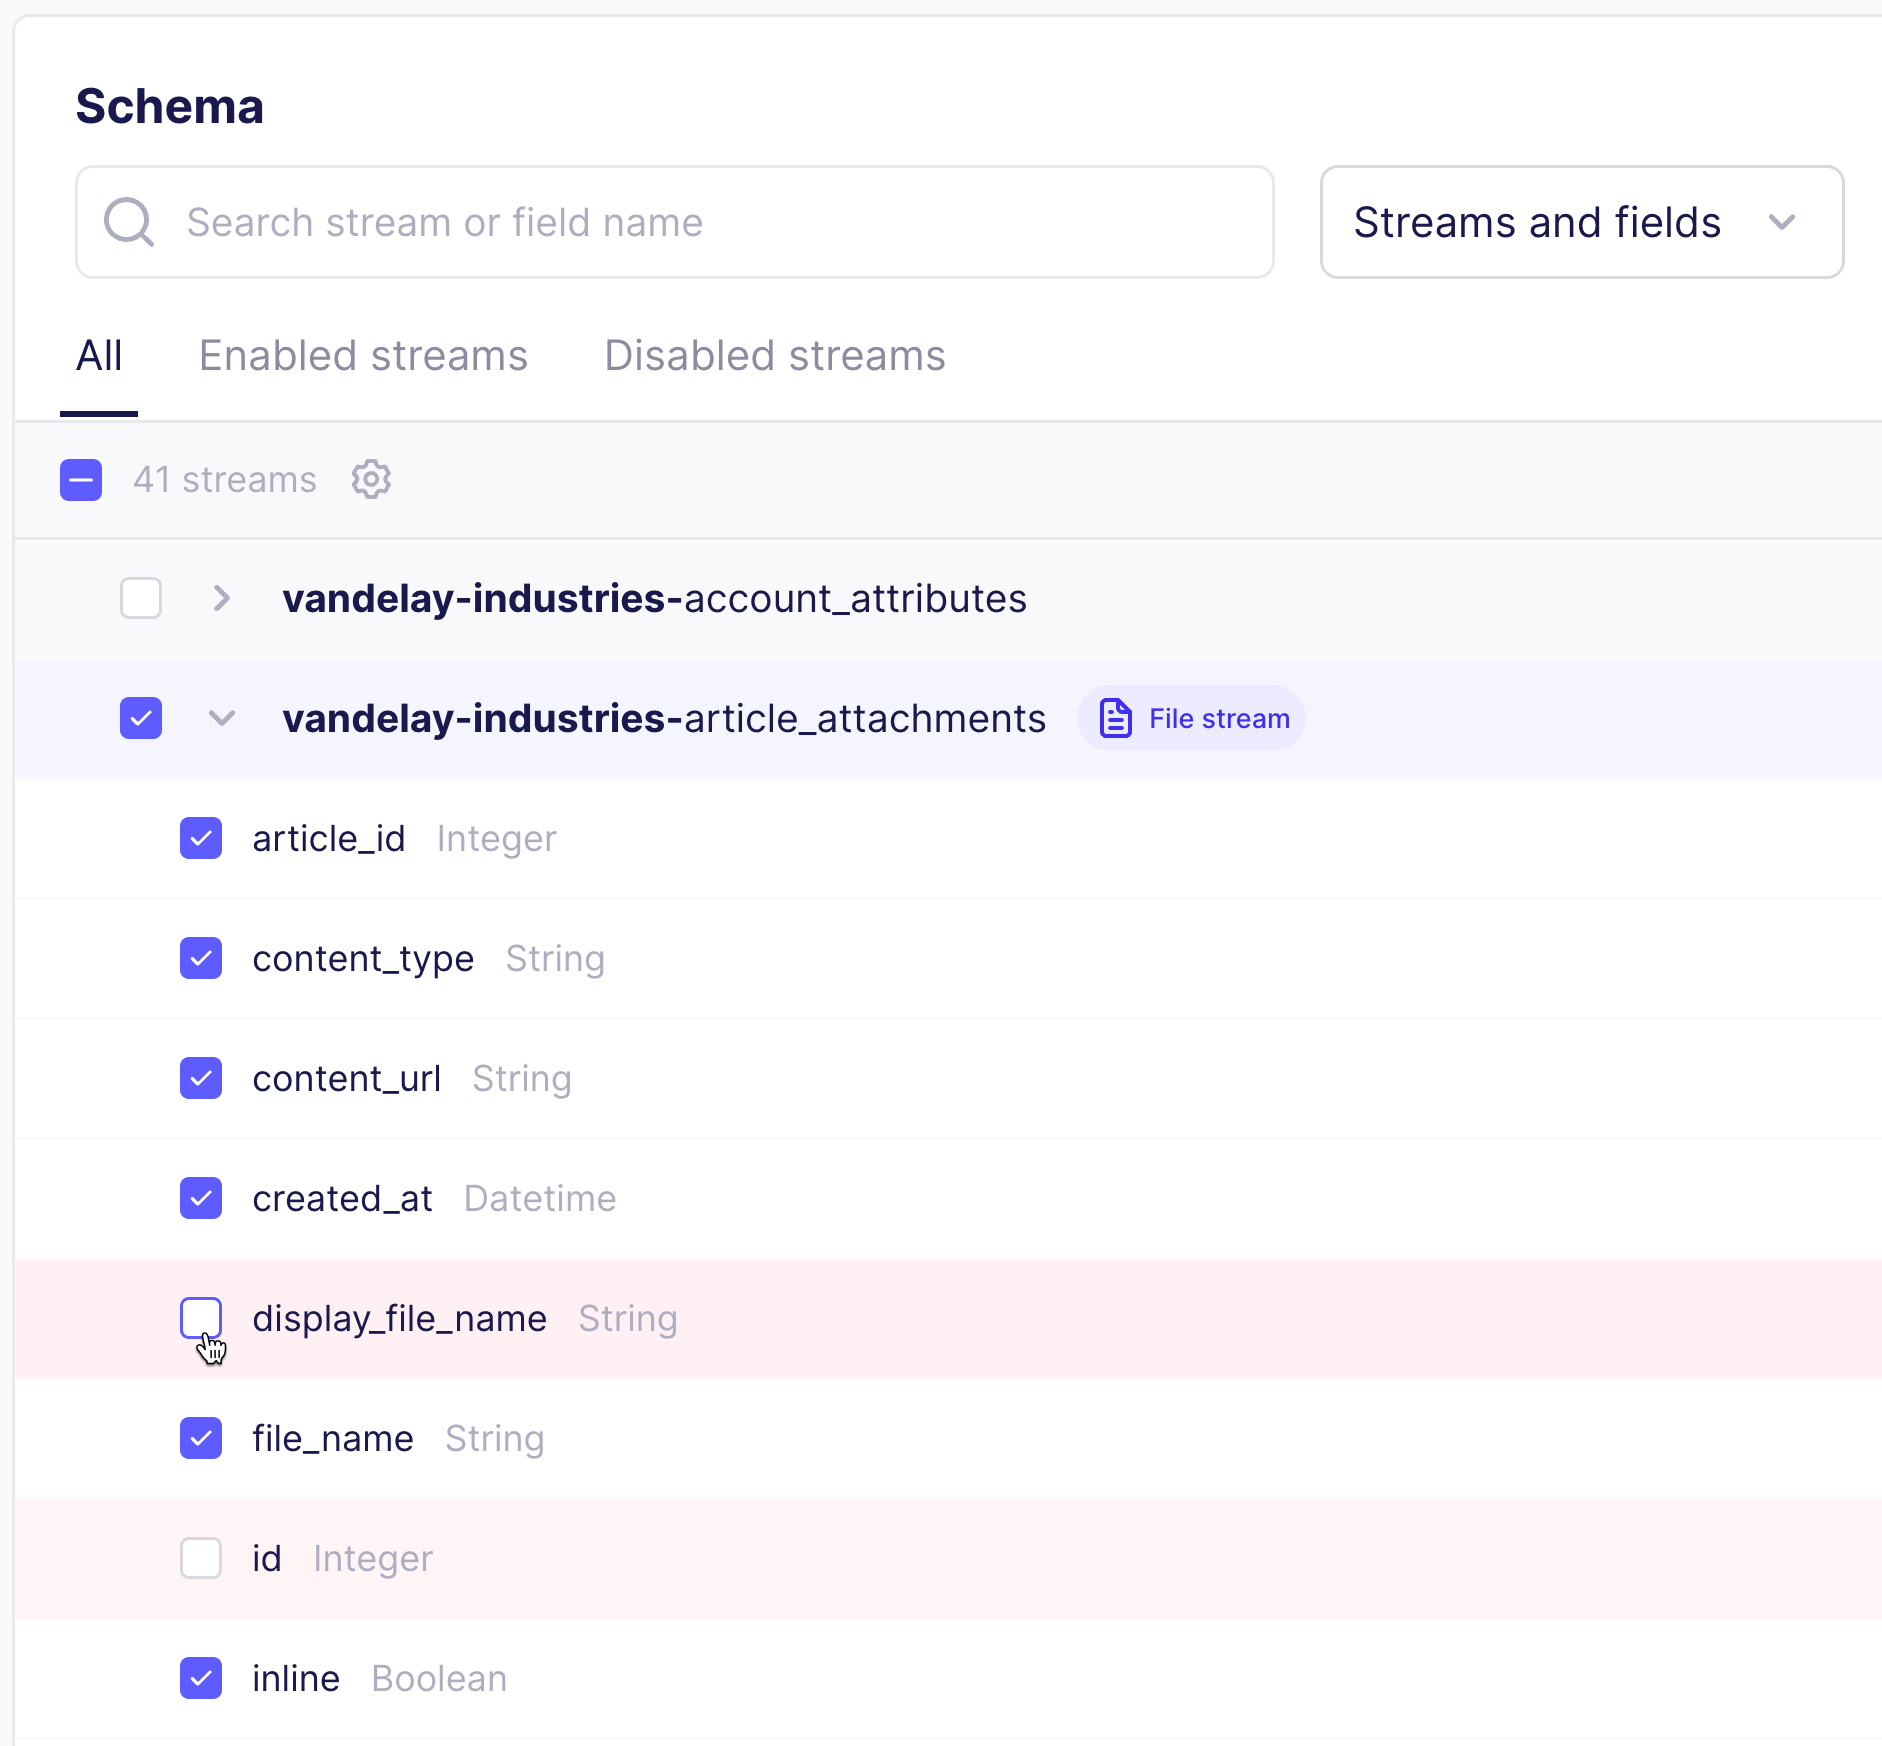 Schema
Search stream or field name
Streams and fields
All Enabled streams Disabled streams
41 streams
vandelay-industries-account_attributes
vandelay-industries-article_attachments File stream
article_id Integer
content_type String
content_url String
created_at Datetime
display_file_name String
file_name String
id Integer
inline Boolean